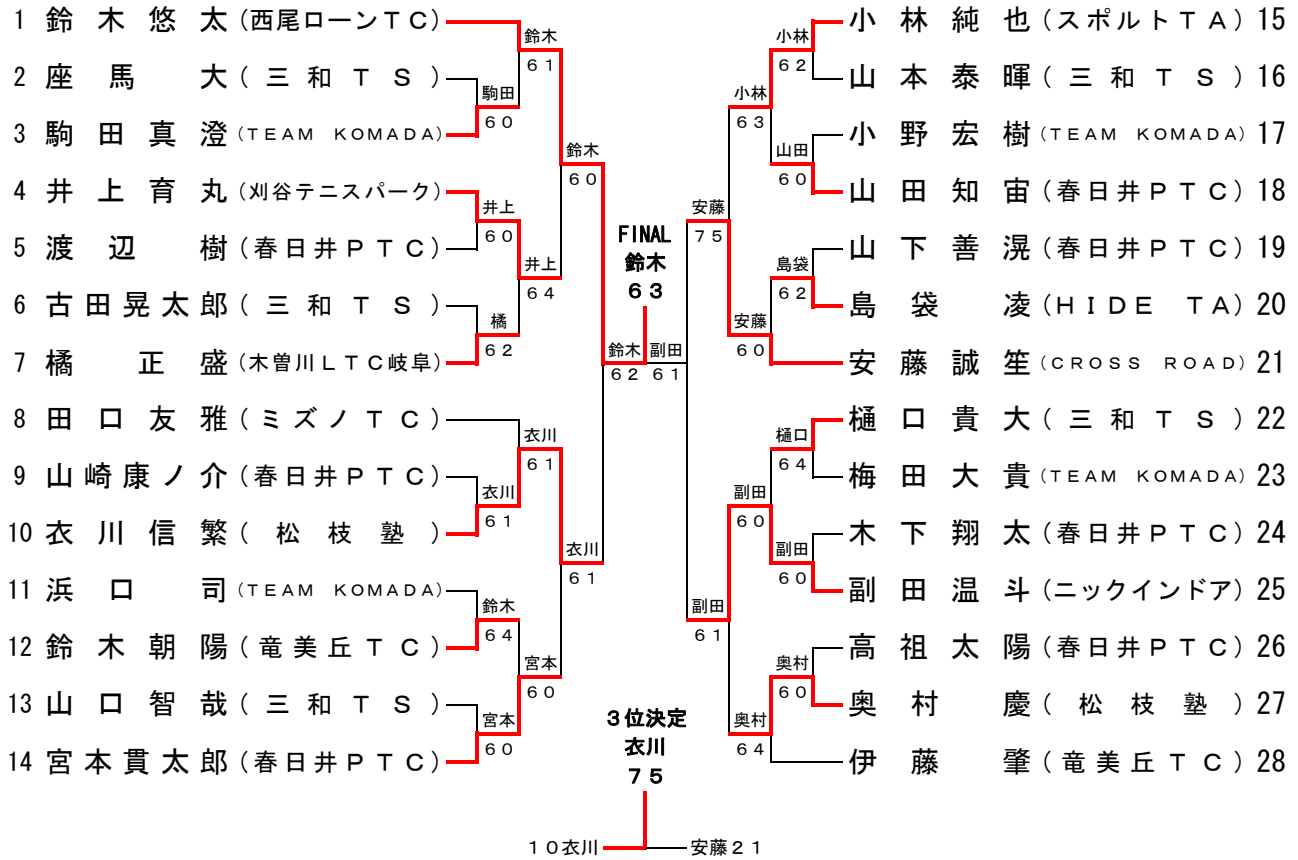 1 鈴木悠太 (西尾ローンTC)
2 座馬大 (三和TS)
3 駒田真澄 (TEAM KOMADA)
4 井上育丸 (刈谷テニスパーク)
5 渡辺樹 (春日井PTC)
6 古田晃太郎 (三和TS)
7 橘正盛 (木曽川LTC岐阜)
8 田口友雅 (ミズノTC)
9 山崎康ノ介 (春日井PTC)
10 衣川信繁 (松枝塾)
11 浜口司 (TEAM KOMADA)
12 鈴木朝陽 (竜美丘TC)
13 山口智哉 (三和TS)
14 宮本貫太郎 (春日井PTC)
駒田
60
井上
60
橘
62
衣川
61
鈴木
64
宮本
60
鈴木
61
井上
64
衣川
61
宮本
60
鈴木
60
衣川
61
鈴木
62
FINAL
鈴木
63
副田
61
安藤
75
副田
61
小林
63
安藤
60
副田
60
奥村
64
小林
62
山田
60
島袋
62
樋口
64
副田
60
奥村
60
小林純也 (スポルトTA) 15
山本泰暉 (三和TS) 16
小野宏樹 (TEAM KOMADA) 17
山田知宙 (春日井PTC) 18
山下善滉 (春日井PTC) 19
島袋凌 (HIDE TA) 20
安藤誠笙 (CROSS ROAD) 21
樋口貴大 (三和TS) 22
梅田大貴 (TEAM KOMADA) 23
木下翔太 (春日井PTC) 24
副田温斗 (ニックインドア) 25
高祖太陽 (春日井PTC) 26
奥村慶 (松枝塾) 27
伊藤肇 (竜美丘TC) 28
3位決定
衣川
75
10衣川
安藤21